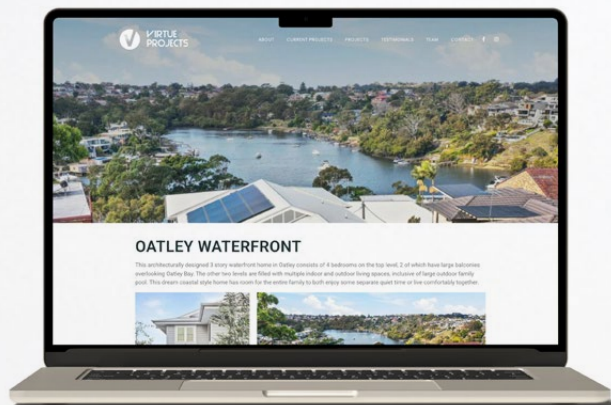 VIRTUE
PROJECTS
ABOUT CURRENT PROJECTS PROJECTS TESTIMONIALS TEAM CONTACT
OATLEY WATERFRONT
This architecturally designed 3 story waterfront home in Oatley consists of 4 bedrooms on the top level, 2 of which have large balconies
overlooking Oatley Bay. The other two levels are filled with multiple indoor and outdoor living spaces, inclusive of large outdoor family
pool. This dream coastal style home has room for the entire family to both enjoy some separate quiet time or live comfortably together.